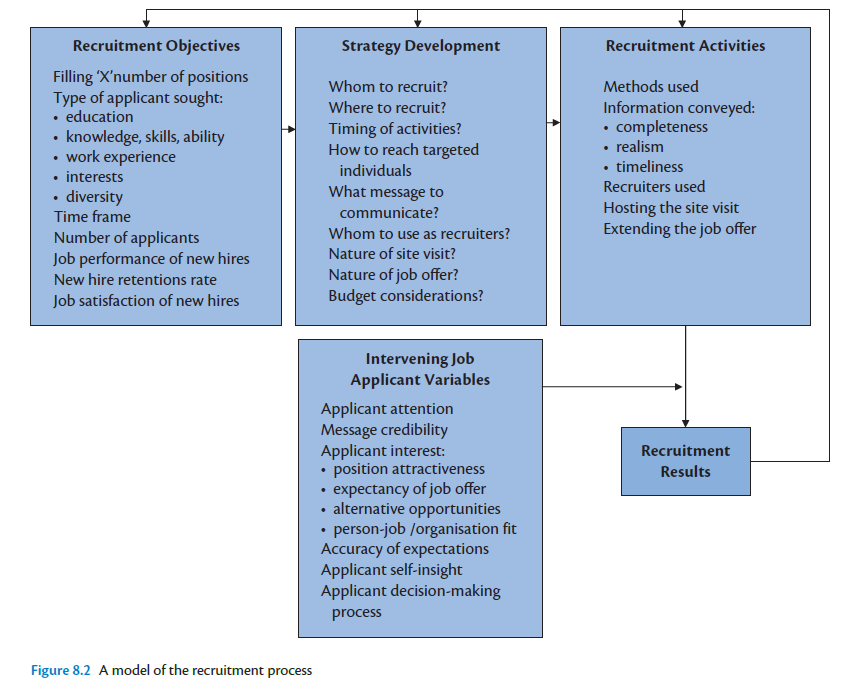 Recruitment Objectives
Filling 'X'number of positions
Type of applicant sought:
• education
• knowledge, skills, ability
• work experience
• interests
• diversity
Time frame
Number of applicants
Job performance of new hires
New hire retentions rate
Job satisfaction of new hires
Strategy Development
Whom to recruit?
Where to recruit?
Timing of activities?
How to reach targeted
individuals
What message to
communicate?
Whom to use as recruiters?
Nature of site visit?
Nature of job offer?
Budget considerations?
Recruitment Activities
Methods used
Information conveyed:
• completeness
• realism
• timeliness
Recruiters used
Hosting the site visit
Extending the job offer
Intervening Job
Applicant Variables
Applicant attention
Message credibility
Applicant interest:
• position attractiveness
• expectancy of job offer
• alternative opportunities
• person-job /organisation fit
Accuracy of expectations
Applicant self-insight
Applicant decision-making
process
Recruitment
Results
Figure 8.2 A model of the recruitment process